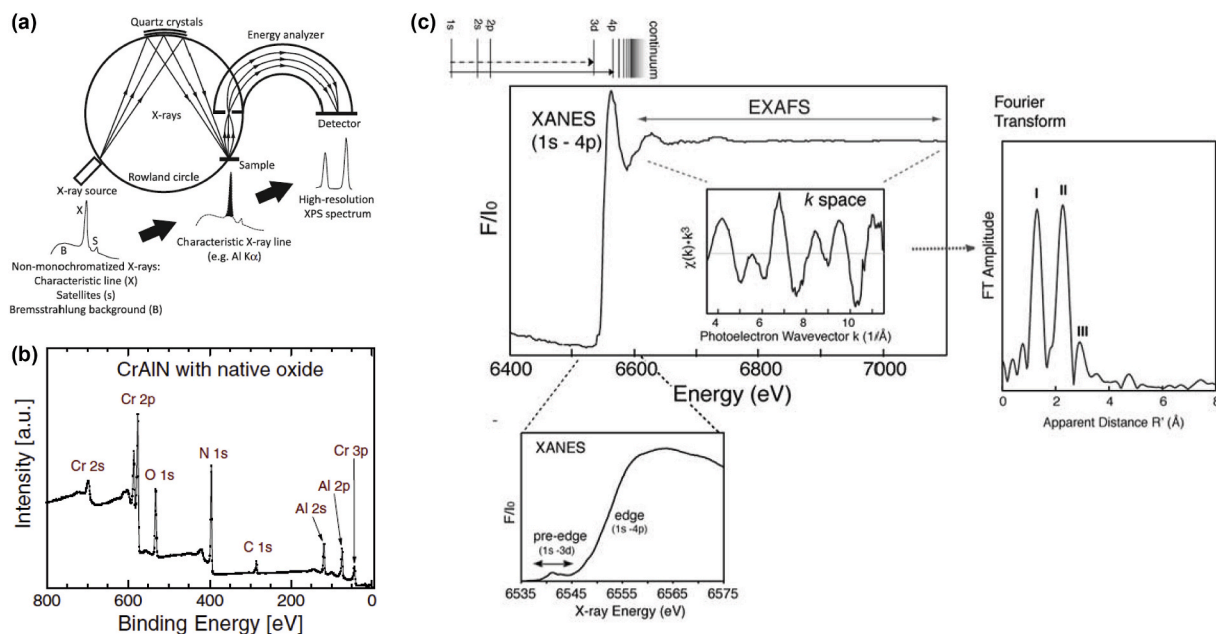 (a)
Quartz crystals
Energy analyzer
X-rays
Detector
Sample
Rowland circle
X-ray source
X
B
S
High-resolution
XPS spectrum
Characteristic X-ray line
(e.g. Al Kα)
Non-monochromatized X-rays:
Characteristic line (X)
Satellites (s)
Bremsstrahlung background (B)
(b)
CrAlN with native oxide
Cr 2p
Cr 2s
O 1s
N 1s
C 1s
Al 2s
Al 2p
Cr 3p
Intensity [a.u.]
800 600 400 200 0
Binding Energy [eV]
(c)
1s 2s 2p 3d 4p continuum
XANES
(1s - 4p)
EXAFS
F/I₀
k space
χ(k)•k³
4 6 8 10
Photoelectron Wavevector k (1/Å)
6400 6600 6800 7000
Energy (eV)
XANES
F/I₀
pre-edge
(1s -3d)
edge
(1s -4p)
6535 6545 6555 6565 6575
X-ray Energy (eV)
Fourier
Transform
I
II
III
FT Amplitude
0 2 4 6 8
Apparent Distance R' (Å)